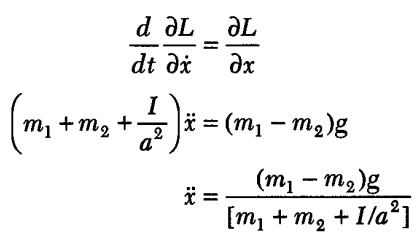 d/dt ∂L/∂ẋ = ∂L/∂x
(m₁ + m₂ + I/a²)ẍ = (m₁ − m₂)g
ẍ = (m₁ − m₂)g/[m₁ + m₂ + I/a²]